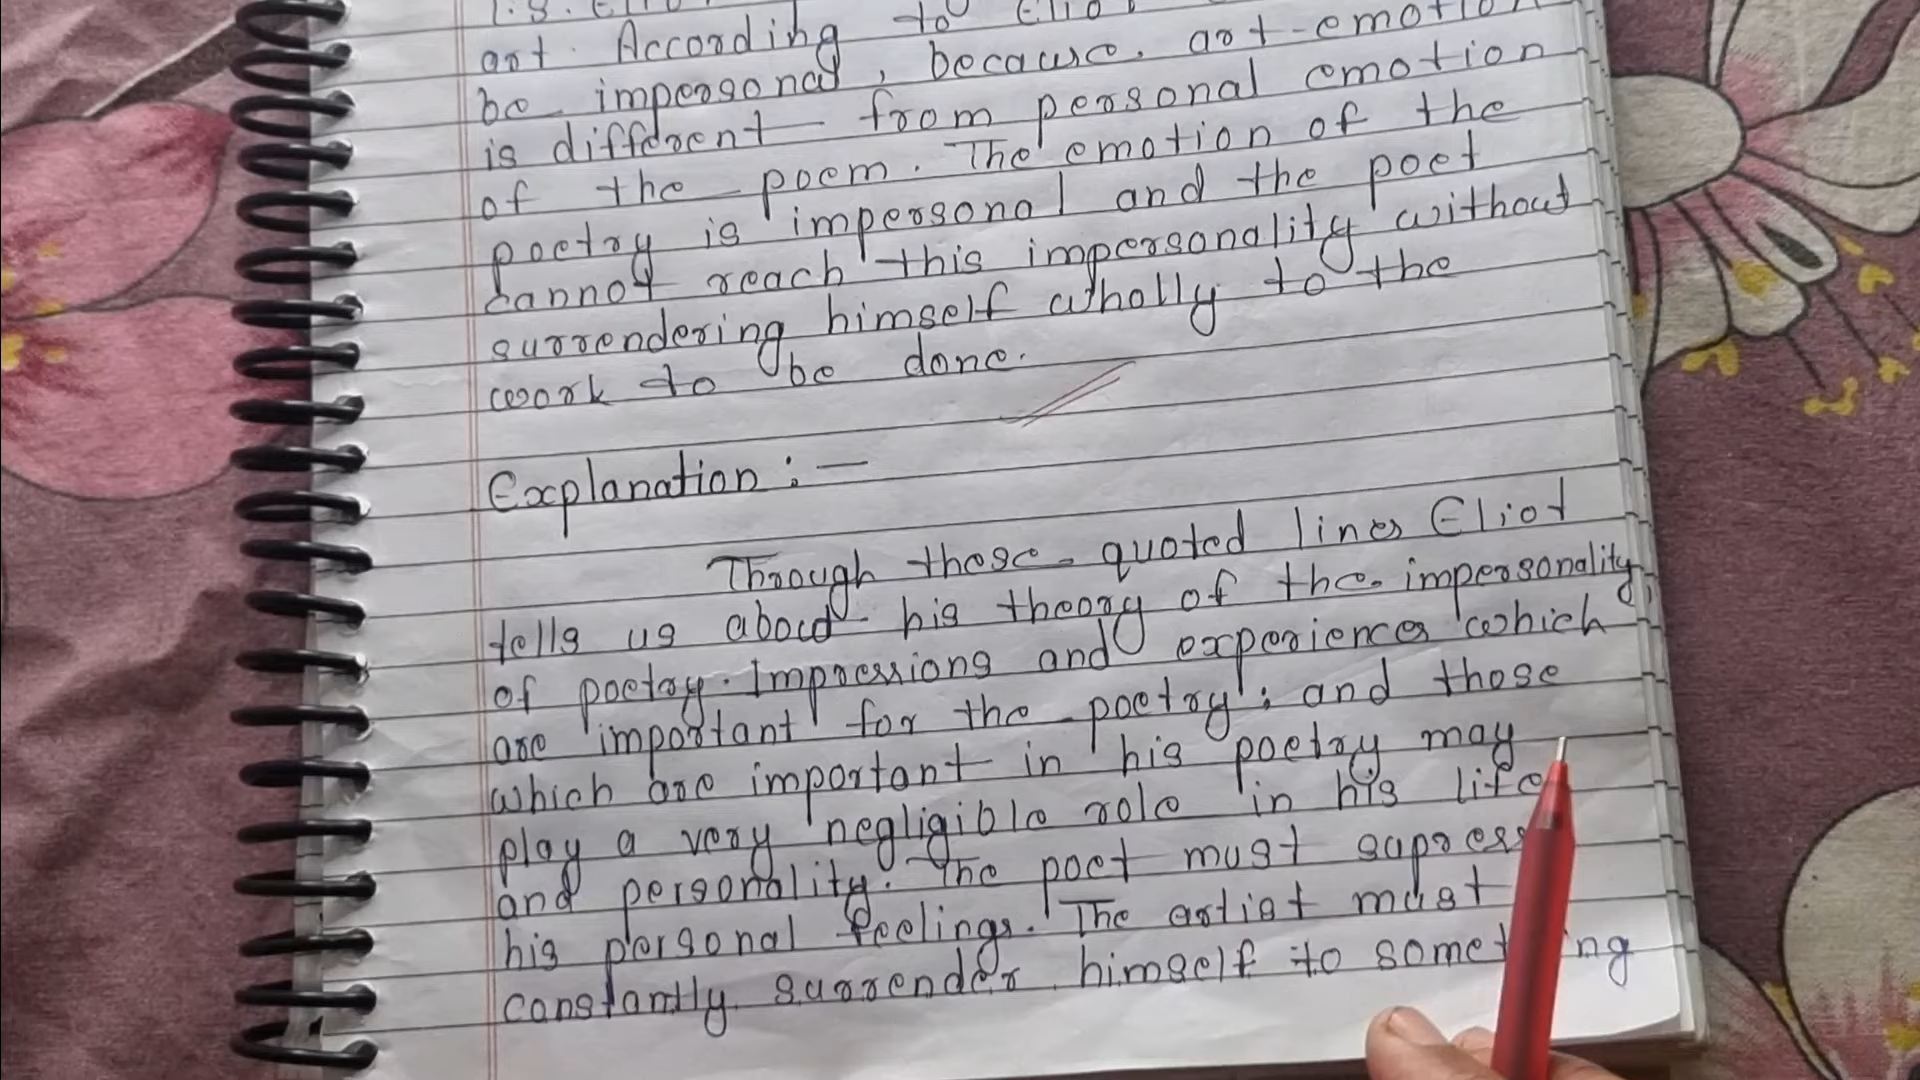 T.S. Elio
art. According to Elio
be impersonal, because art-emotion
is different from personal emotion
of the poem. The emotion of the
poetry is impersonal and the poet
cannot reach this impersonality without
surrendering himself wholly to the
work to be done.
Explanation :-
Through these quoted lines Eliot
tells us about his theory of the impersonality
of poetry. Impressions and experiences which
are important for the poetry; and those
which are important in his poetry may
play a very negligible role in his life
and personality. The poet must supress
his personal feelings. The artist must
constantly surrender himself to something